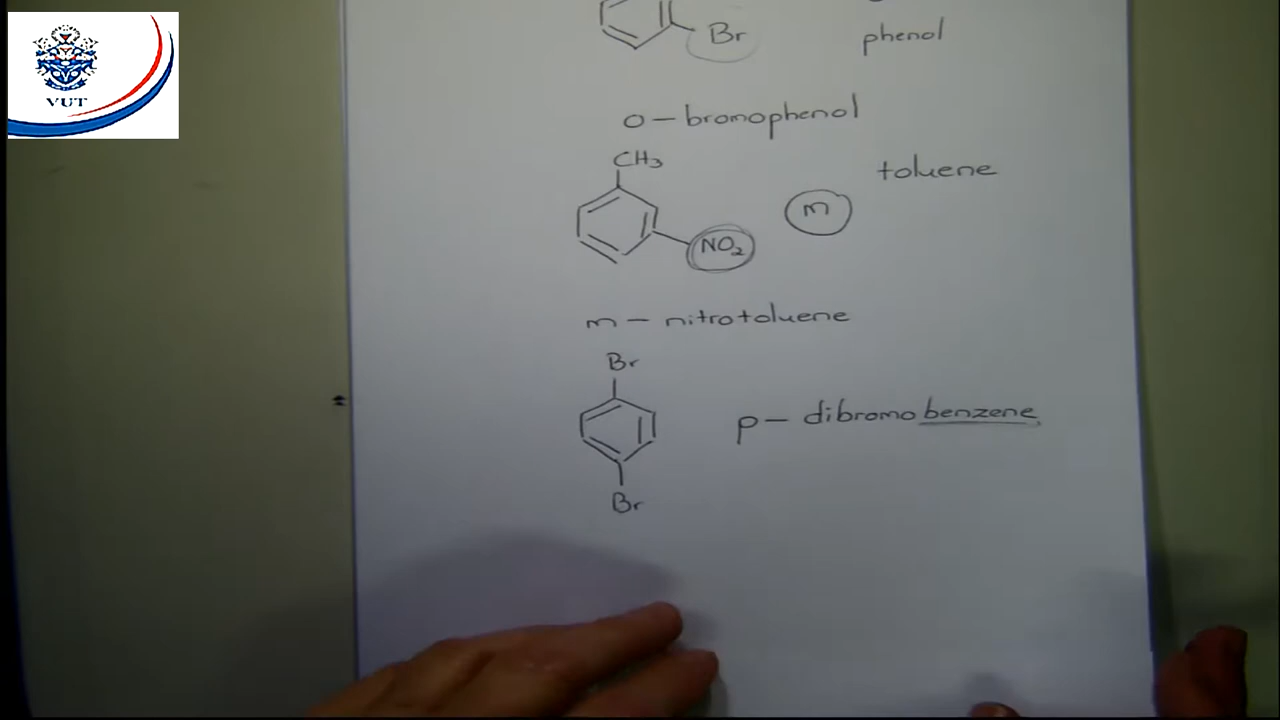 VUT
Br
phenol
o – bromophenol
CH3
toluene
m
NO2
m – nitrotoluene
Br
p – dibromobenzene
Br